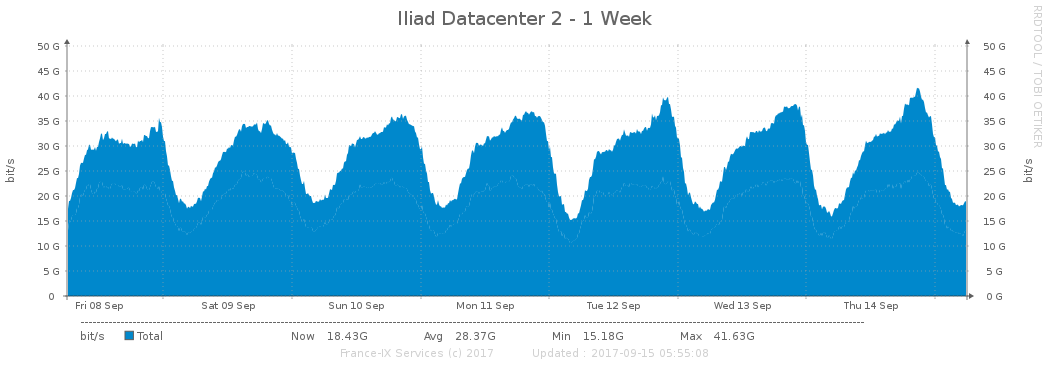 Iliad Datacenter 2 - 1 Week
RRDTOOL / TOBI OETIKER
bit/s
50 G
45 G
40 G
35 G
30 G
25 G
20 G
15 G
10 G
5 G
0
50 G
45 G
40 G
35 G
30 G
25 G
20 G
15 G
10 G
5 G
0 G
bit/s
Fri 08 Sep Sat 09 Sep Sun 10 Sep Mon 11 Sep Tue 12 Sep Wed 13 Sep Thu 14 Sep
bit/s Total Now 18.43G Avg 28.37G Min 15.18G Max 41.63G
France-IX Services (c) 2017 Updated : 2017-09-15 05:55:08